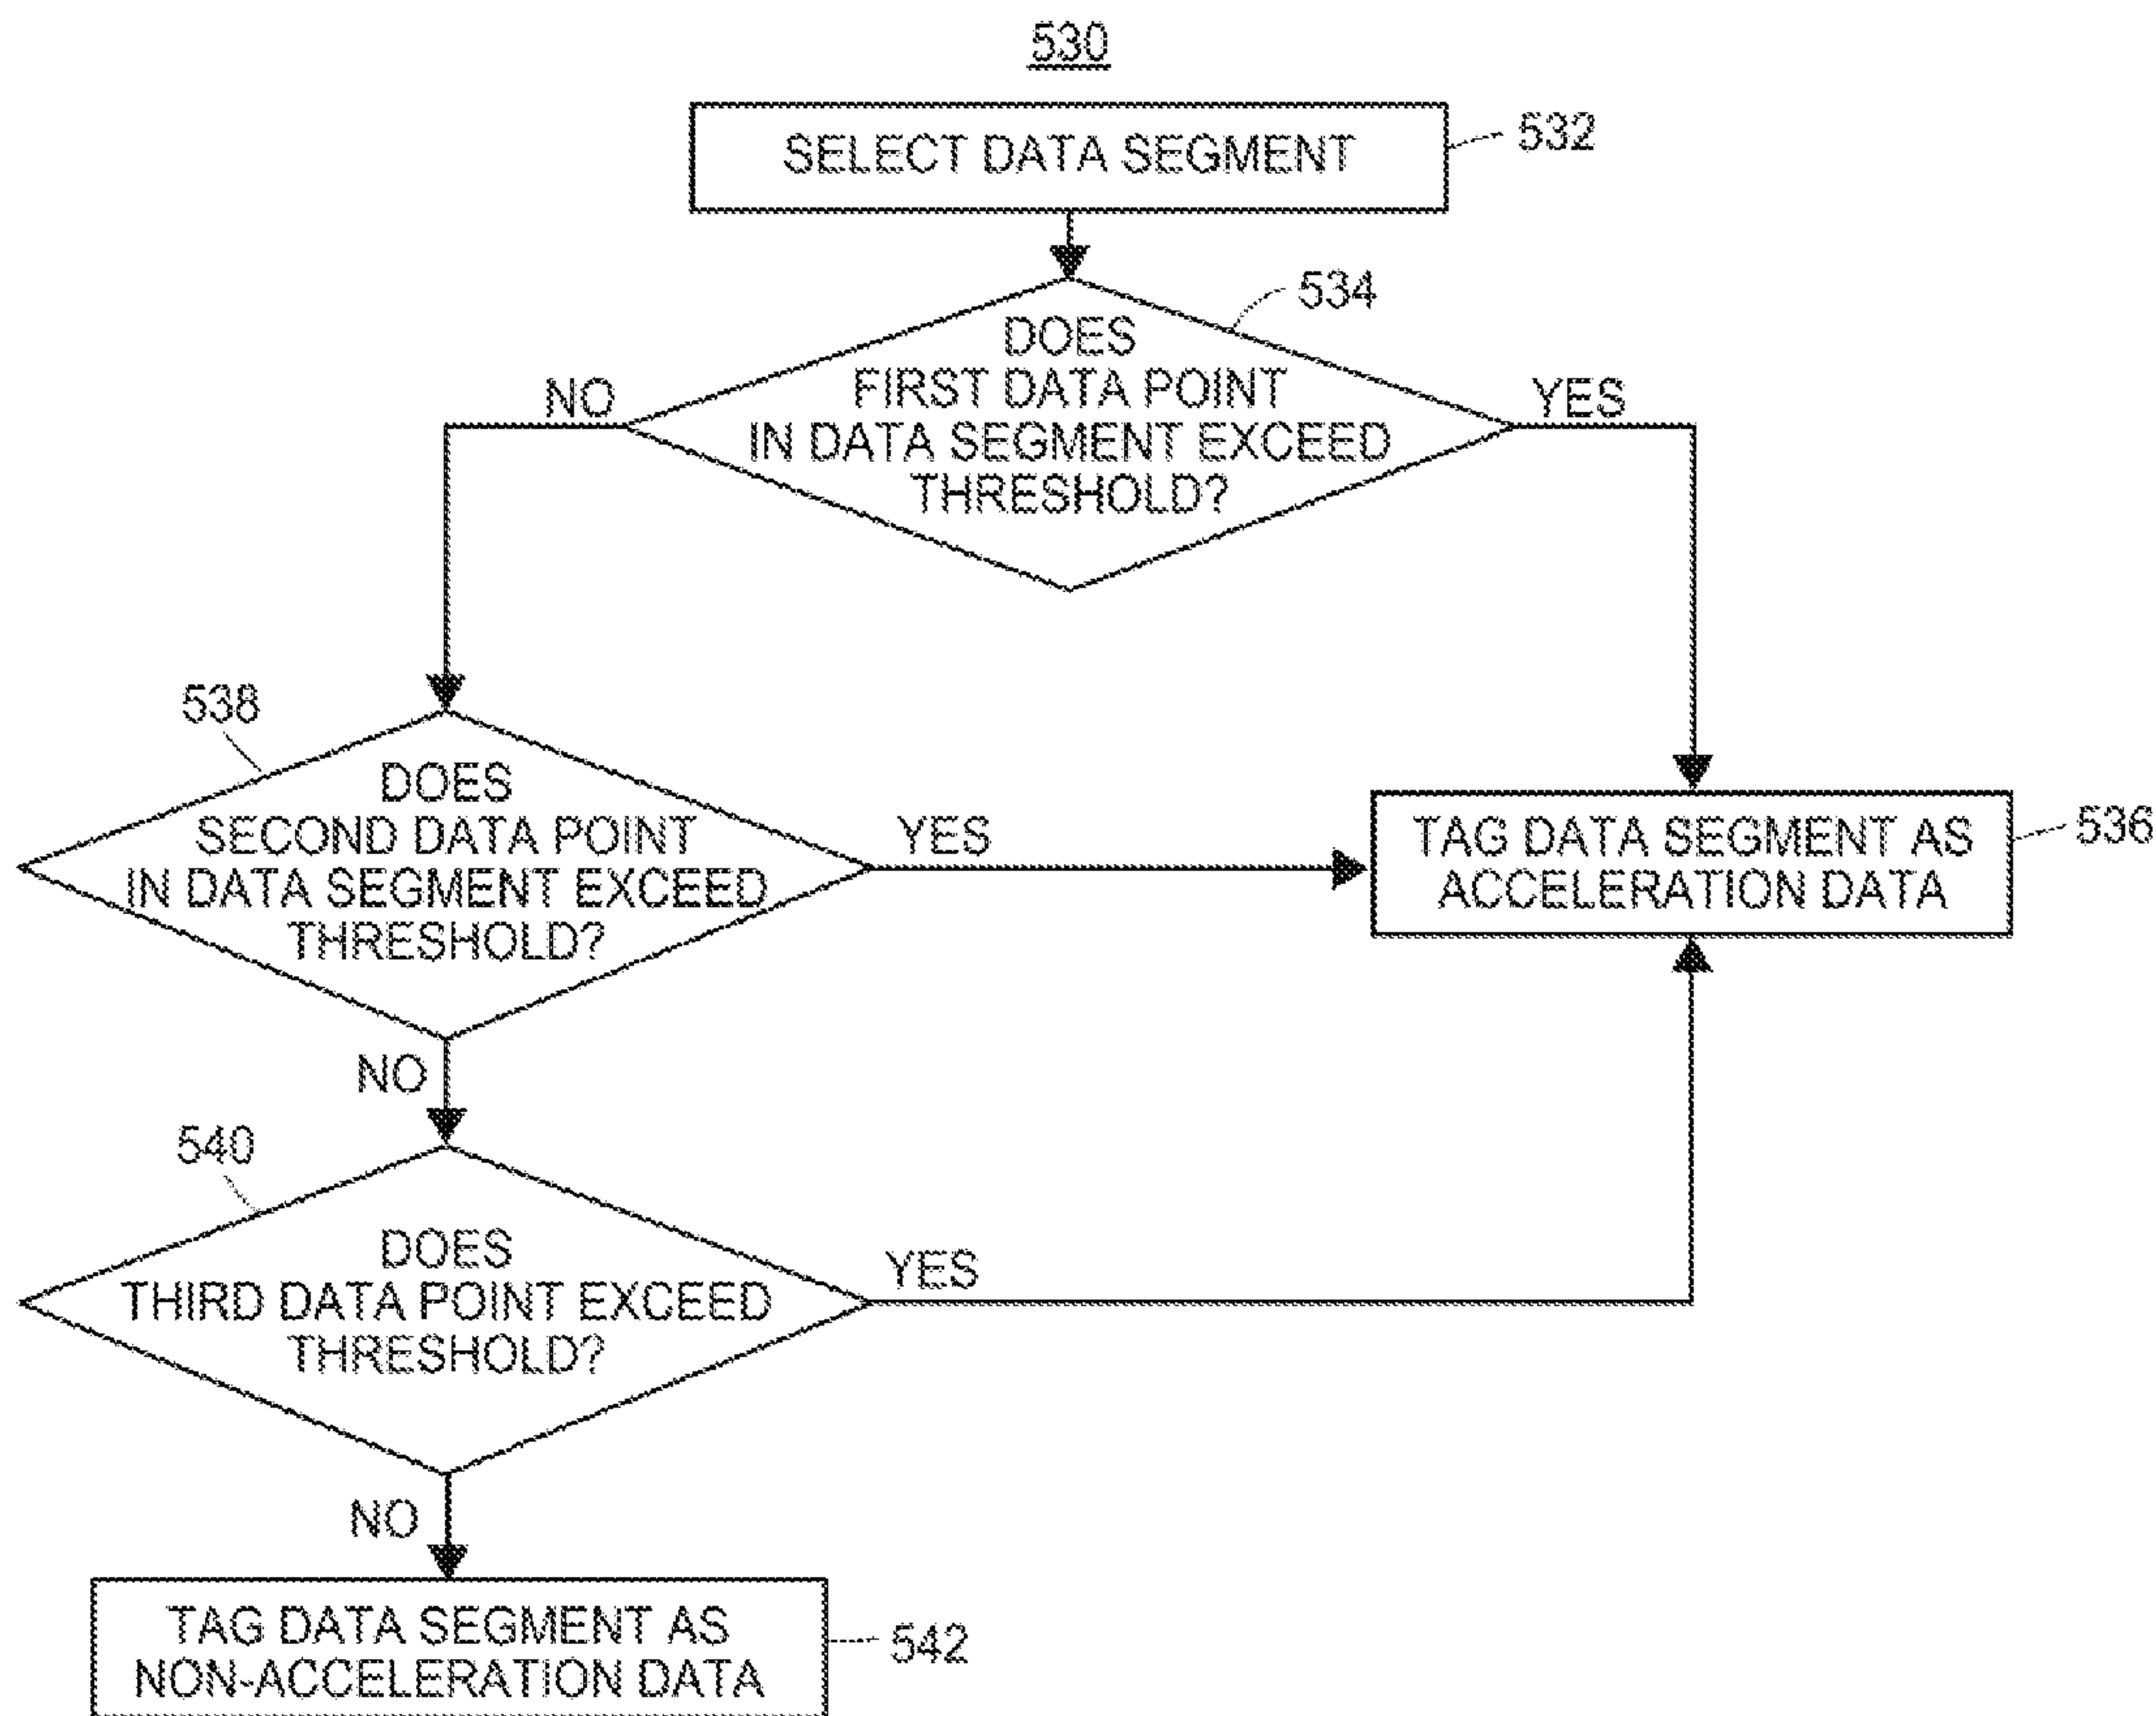 530
SELECT DATA SEGMENT
532
534
DOES
FIRST DATA POINT
IN DATA SEGMENT EXCEED
THRESHOLD?
NO
YES
538
DOES
SECOND DATA POINT
IN DATA SEGMENT EXCEED
THRESHOLD?
YES
TAG DATA SEGMENT AS
ACCELERATION DATA
536
NO
540
DOES
THIRD DATA POINT EXCEED
THRESHOLD?
YES
NO
TAG DATA SEGMENT AS
NON-ACCELERATION DATA
542